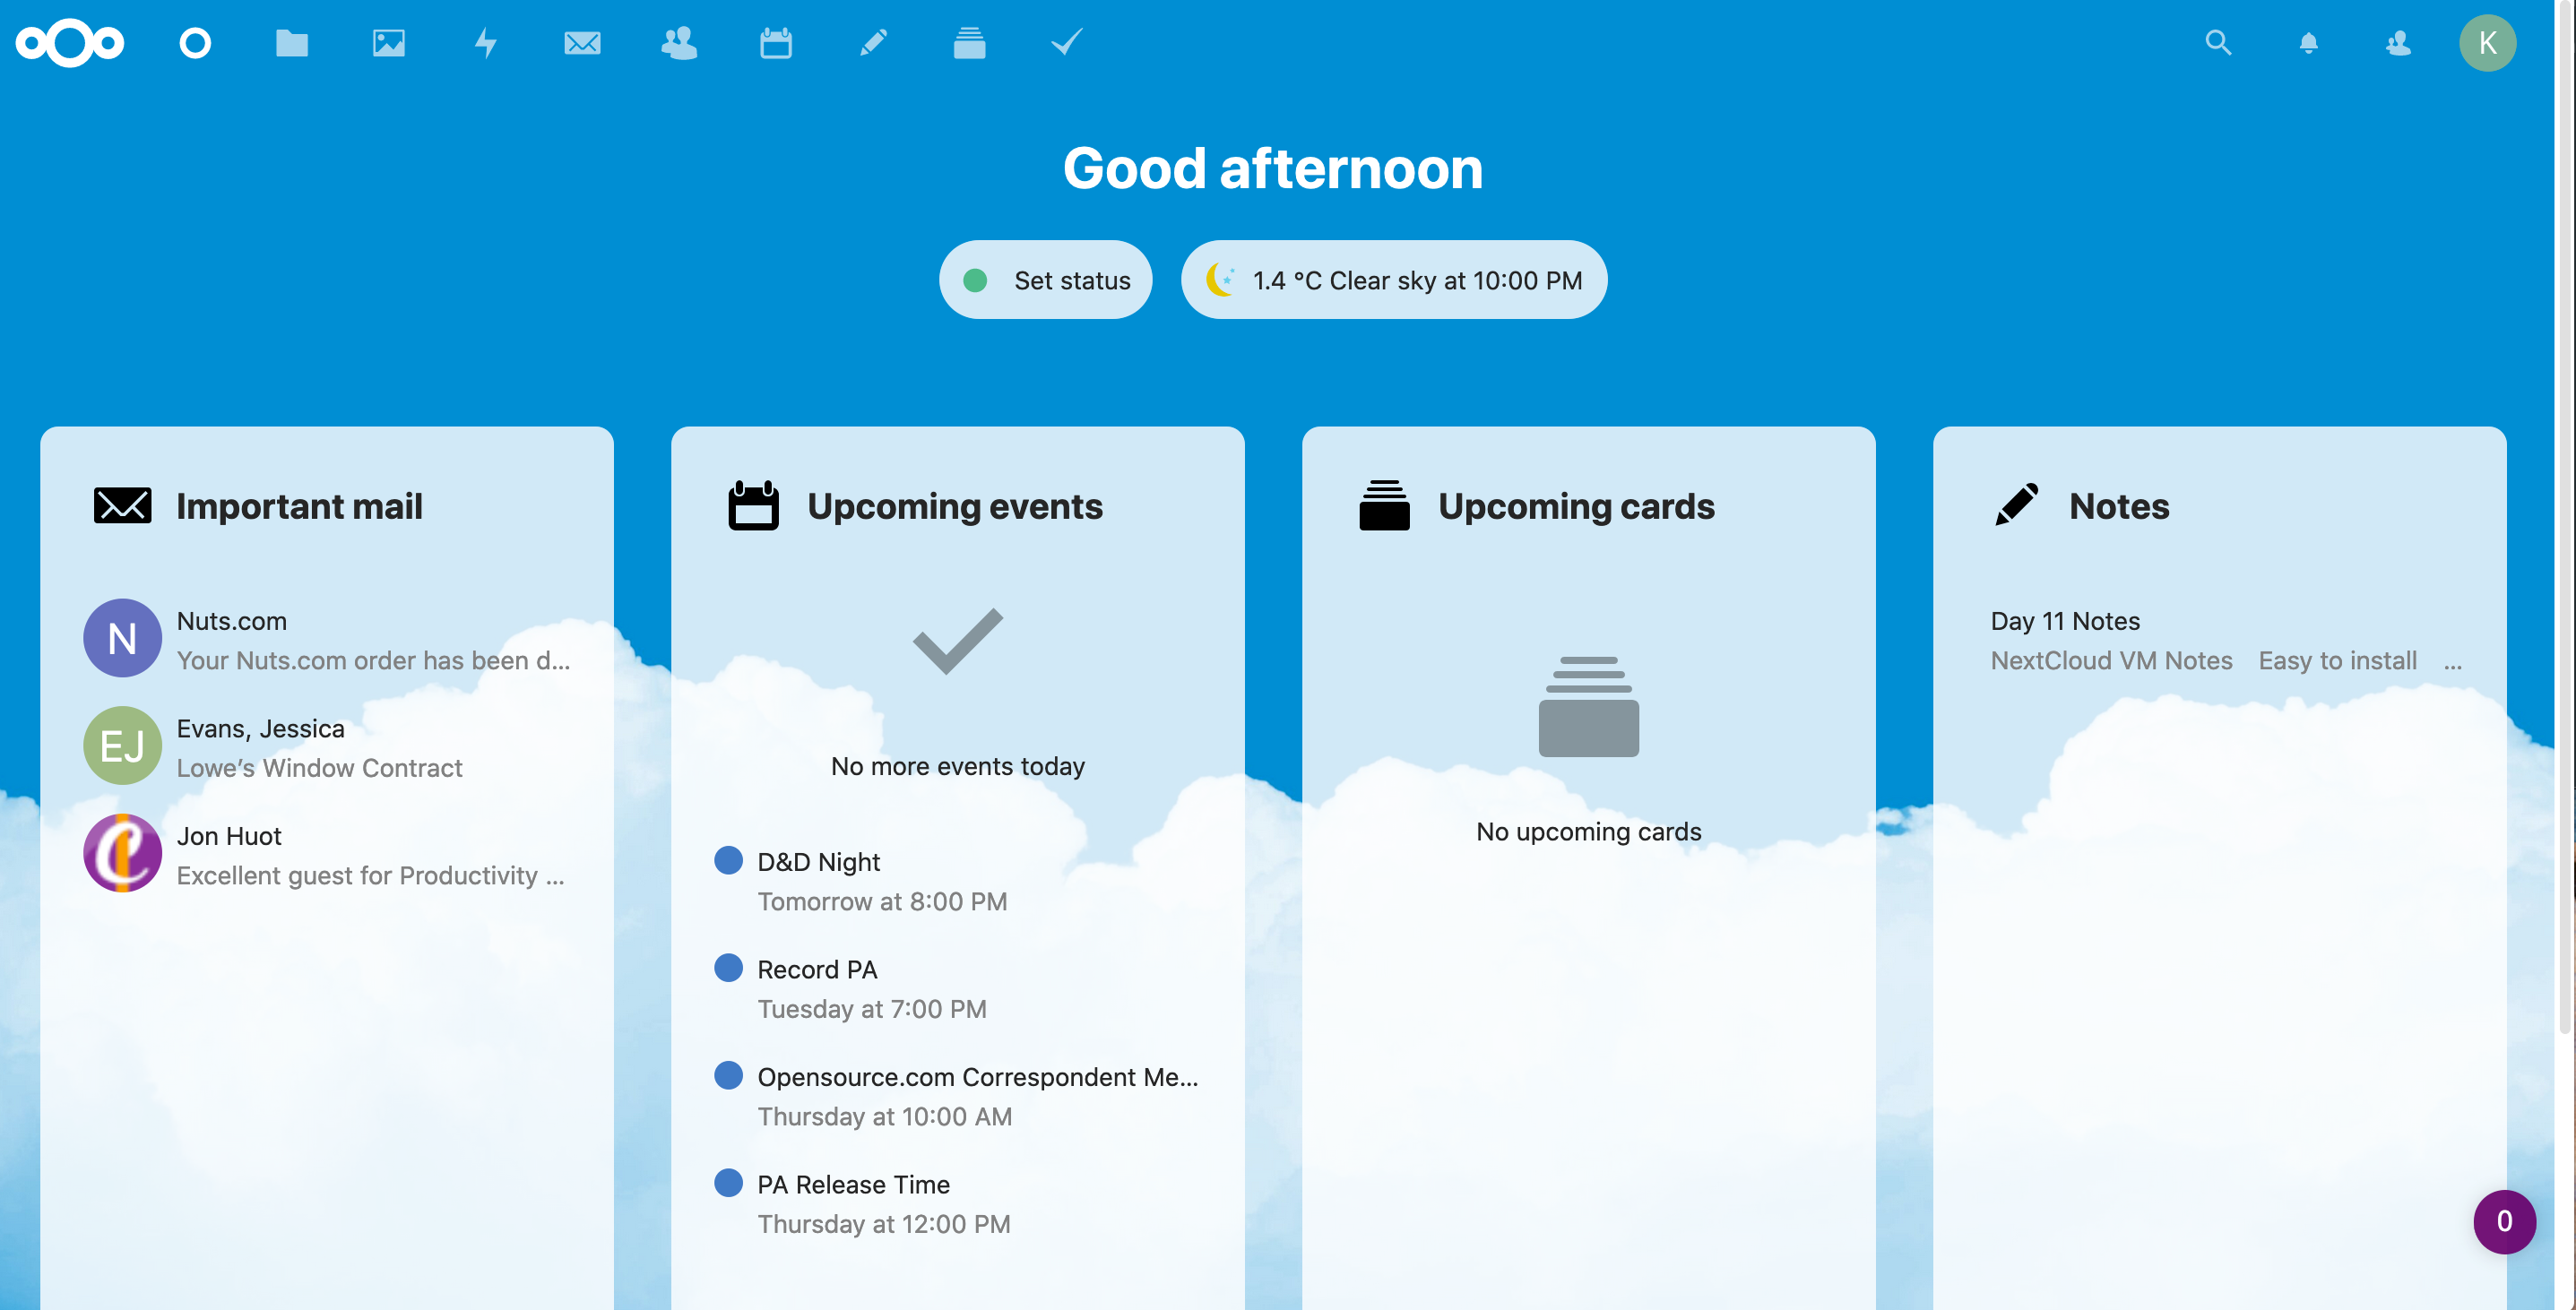 K
Good afternoon
Set status
1.4 °C Clear sky at 10:00 PM
Important mail
N
Nuts.com
Your Nuts.com order has been d...
EJ
Evans, Jessica
Lowe’s Window Contract
Jon Huot
Excellent guest for Productivity ...
Upcoming events
No more events today
D&D Night
Tomorrow at 8:00 PM
Record PA
Tuesday at 7:00 PM
Opensource.com Correspondent Me...
Thursday at 10:00 AM
PA Release Time
Thursday at 12:00 PM
Upcoming cards
No upcoming cards
Notes
Day 11 Notes
NextCloud VM Notes Easy to install ...
0